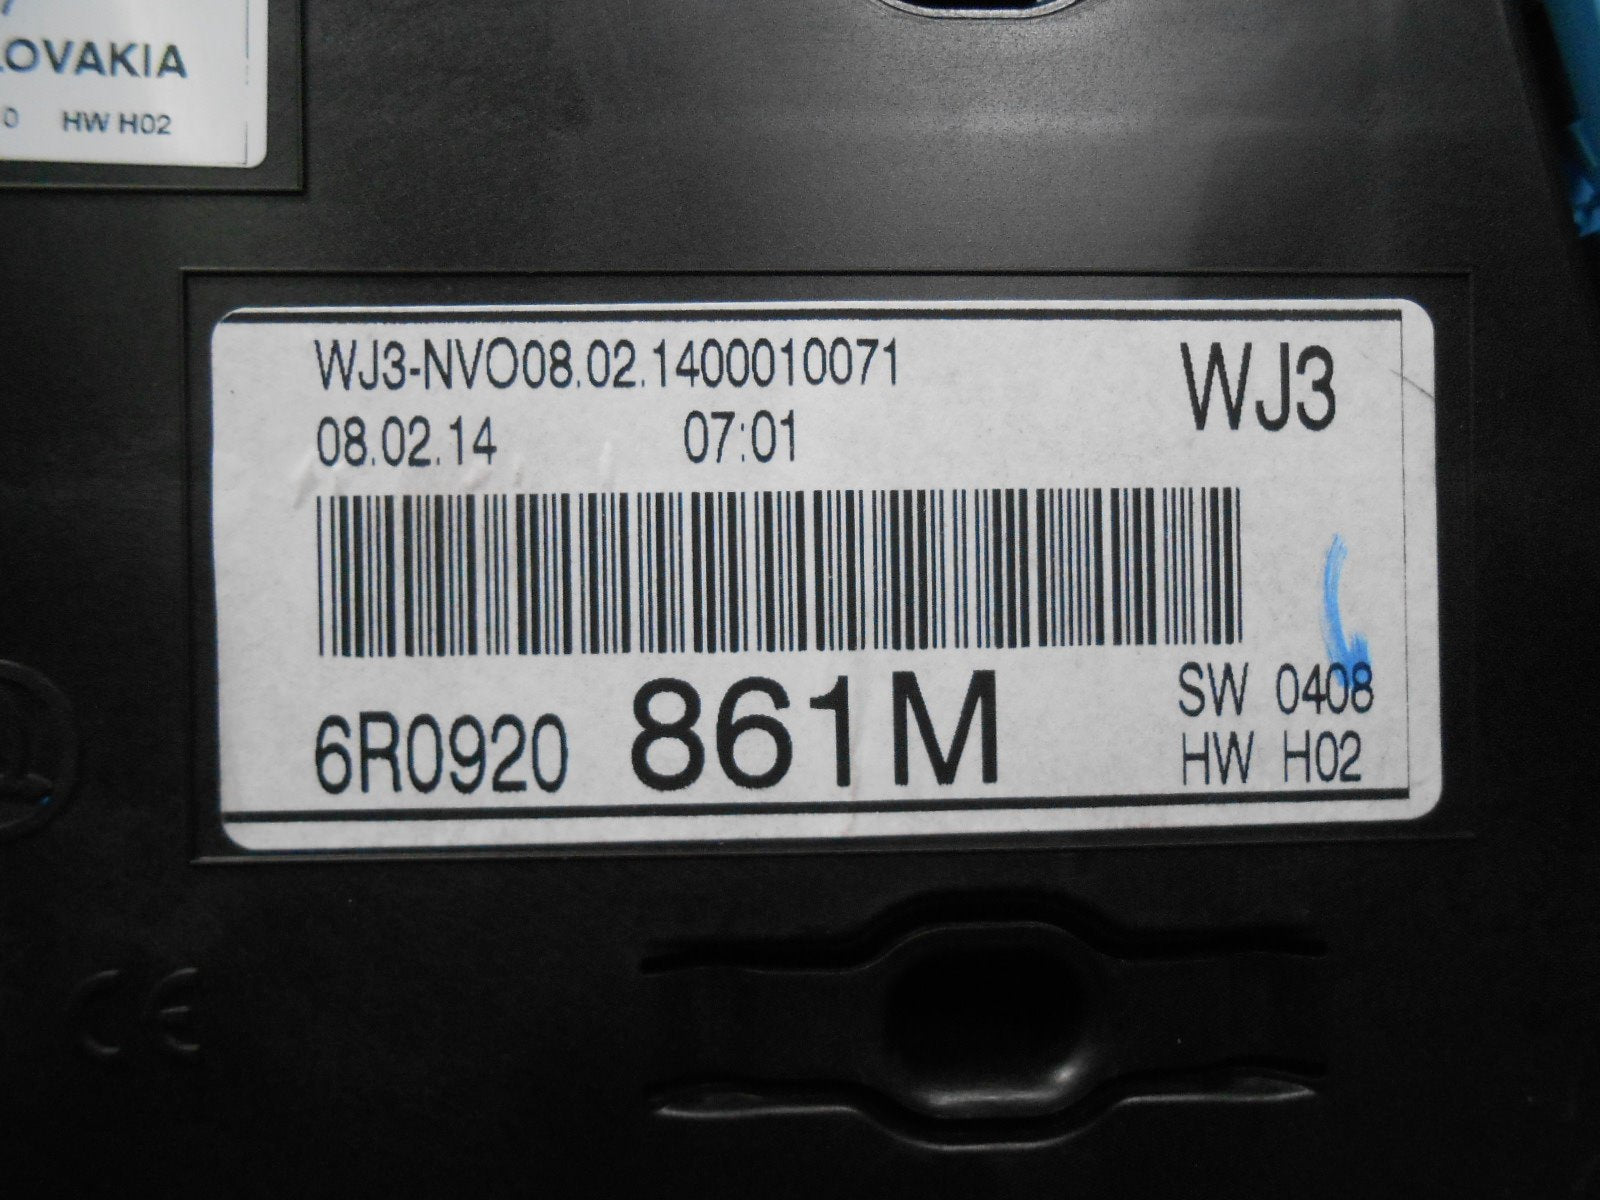 LOVAKIA
0 HW H02
WJ3-NVO08.02.1400010071
WJ3
08.02.14 07:01
6R0920 861M
SW 0408
HW H02
CE